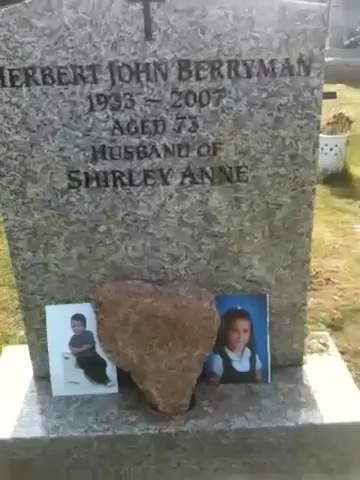 HERBERT JOHN BERRYMAN
1933 ~ 2007
AGED 73
HUSBAND OF
SHIRLEY ANNE